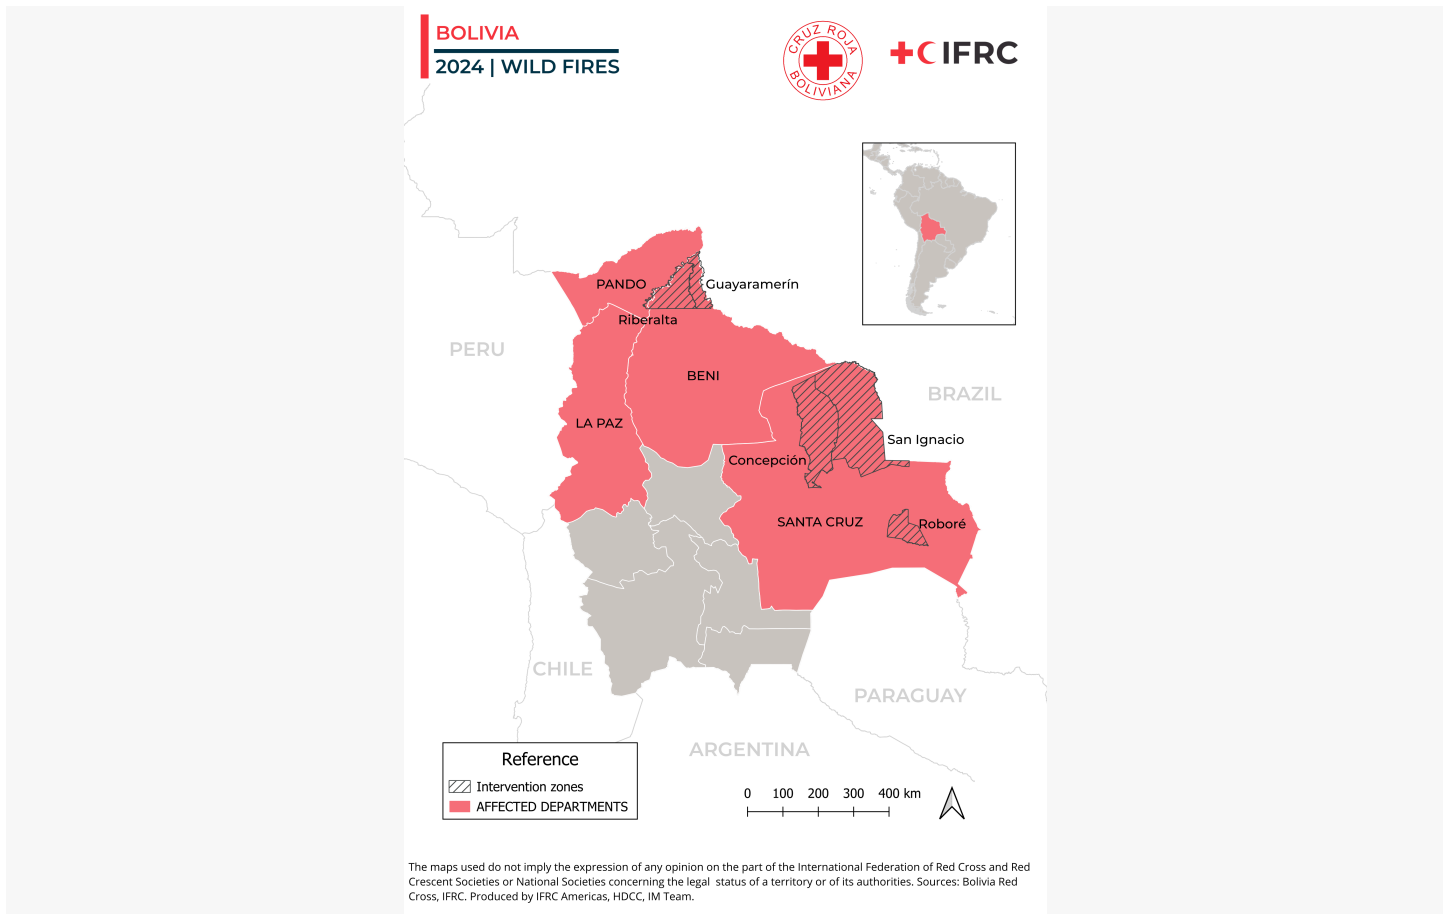 BOLIVIA
2024 | WILD FIRES
CRUZ ROJA
BOLIVIANA
IFRC
PANDO
Guayaramerín
Riberalta
PERU
BENI
BRAZIL
LA PAZ
San Ignacio
Concepción
SANTA CRUZ
Roboré
CHILE
PARAGUAY
ARGENTINA
Reference
Intervention zones
AFFECTED DEPARTMENTS
0 100 200 300 400 km
The maps used do not imply the expression of any opinion on the part of the International Federation of Red Cross and Red
Crescent Societies or National Societies concerning the legal status of a territory or of its authorities. Sources: Bolivia Red
Cross, IFRC. Produced by IFRC Americas, HDCC, IM Team.